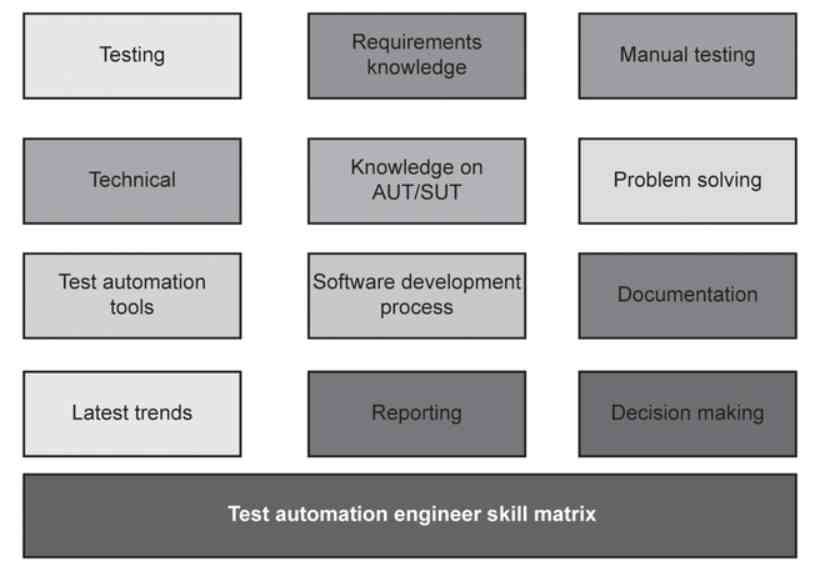 Testing
Requirements
knowledge
Manual testing
Technical
Knowledge on
AUT/SUT
Problem solving
Test automation
tools
Software development
process
Documentation
Latest trends
Reporting
Decision making
Test automation engineer skill matrix